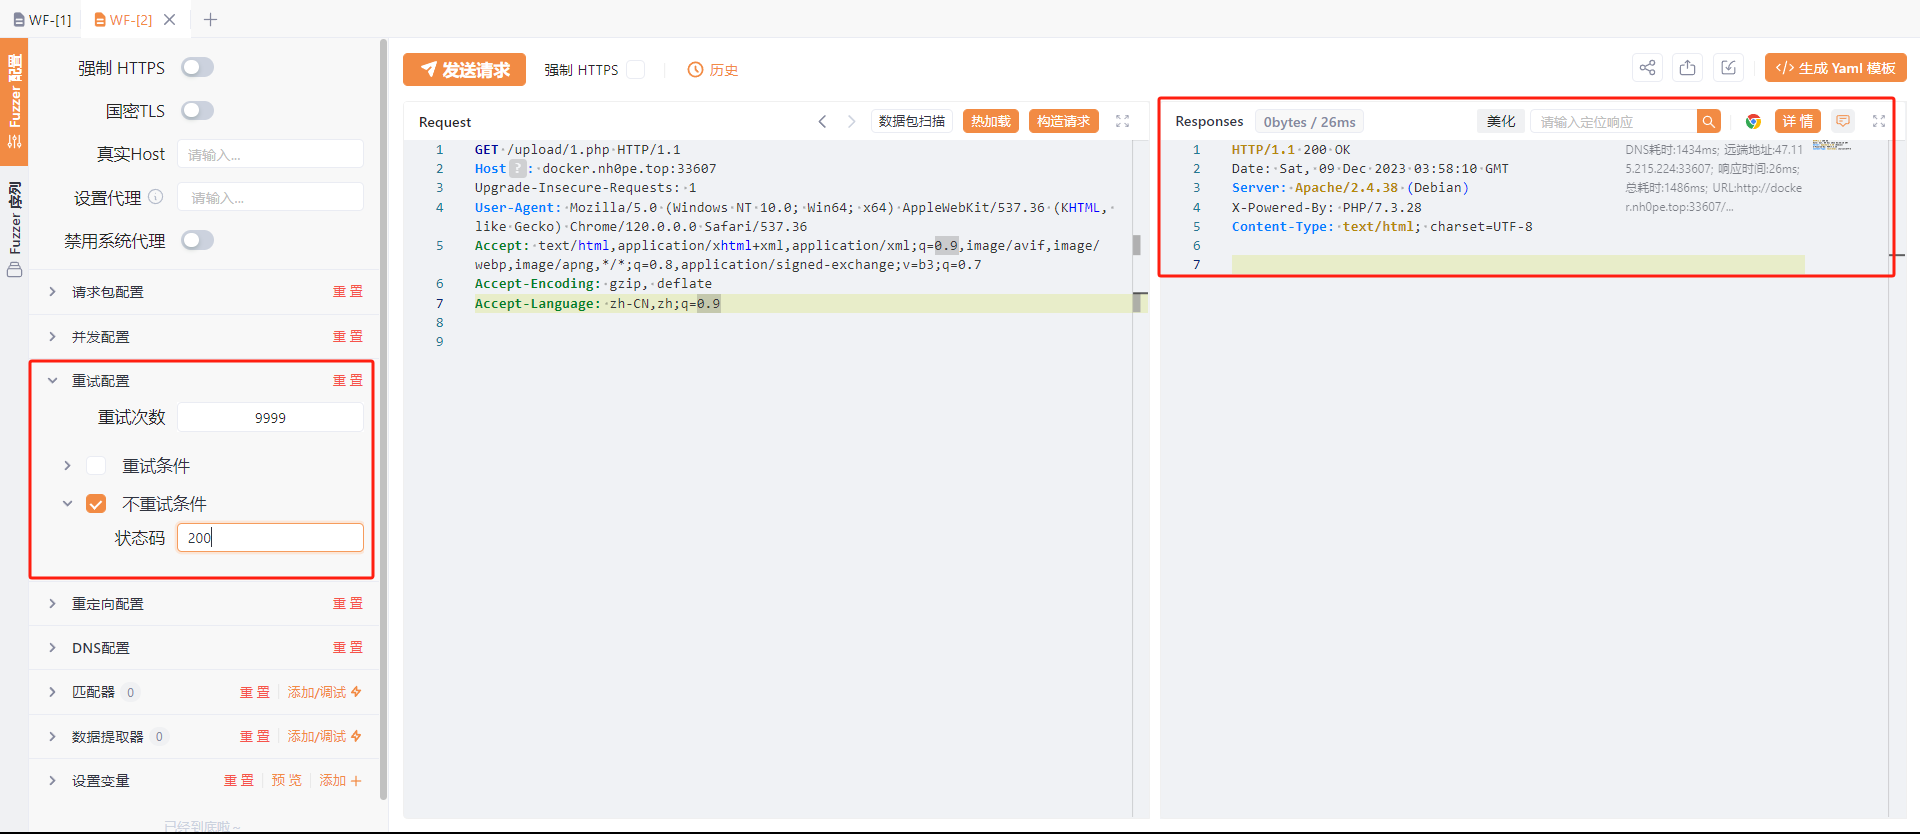 WF-[1]
WF-[2]
Fuzzer 配置
Fuzzer 序列
强制 HTTPS
国密TLS
真实Host
请输入...
设置代理
请输入...
禁用系统代理
请求包配置
重 置
并发配置
重 置
重试配置
重 置
重试次数
9999
重试条件
不重试条件
状态码
200
重定向配置
重 置
DNS配置
重 置
匹配器 0
重 置
添加/调试
数据提取器 0
重 置
添加/调试
设置变量
重 置
预 览
添加
已经到底啦~
发送请求
强制 HTTPS
历史
生成 Yaml 模板
Request
数据包扫描
热加载
构造请求
1 GET /upload/1.php HTTP/1.1
2 Host ? : docker.nh0pe.top:33607
3 Upgrade-Insecure-Requests: 1
4 User-Agent: Mozilla/5.0 (Windows NT 10.0; Win64; x64) AppleWebKit/537.36 (KHTML,
like Gecko) Chrome/120.0.0.0 Safari/537.36
5 Accept: text/html,application/xhtml+xml,application/xml;q=0.9,image/avif,image/
webp,image/apng,*/*;q=0.8,application/signed-exchange;v=b3;q=0.7
6 Accept-Encoding: gzip, deflate
7 Accept-Language: zh-CN,zh;q=0.9
8
9
Responses
0bytes / 26ms
美化
请输入定位响应
详 情
1 HTTP/1.1 200 OK
2 Date: Sat, 09 Dec 2023 03:58:10 GMT
3 Server: Apache/2.4.38 (Debian)
4 X-Powered-By: PHP/7.3.28
5 Content-Type: text/html; charset=UTF-8
6
7
DNS耗时:1434ms; 远端地址:47.11
5.215.224:33607; 响应时间:26ms;
总耗时:1486ms; URL:http://docke
r.nh0pe.top:33607/...